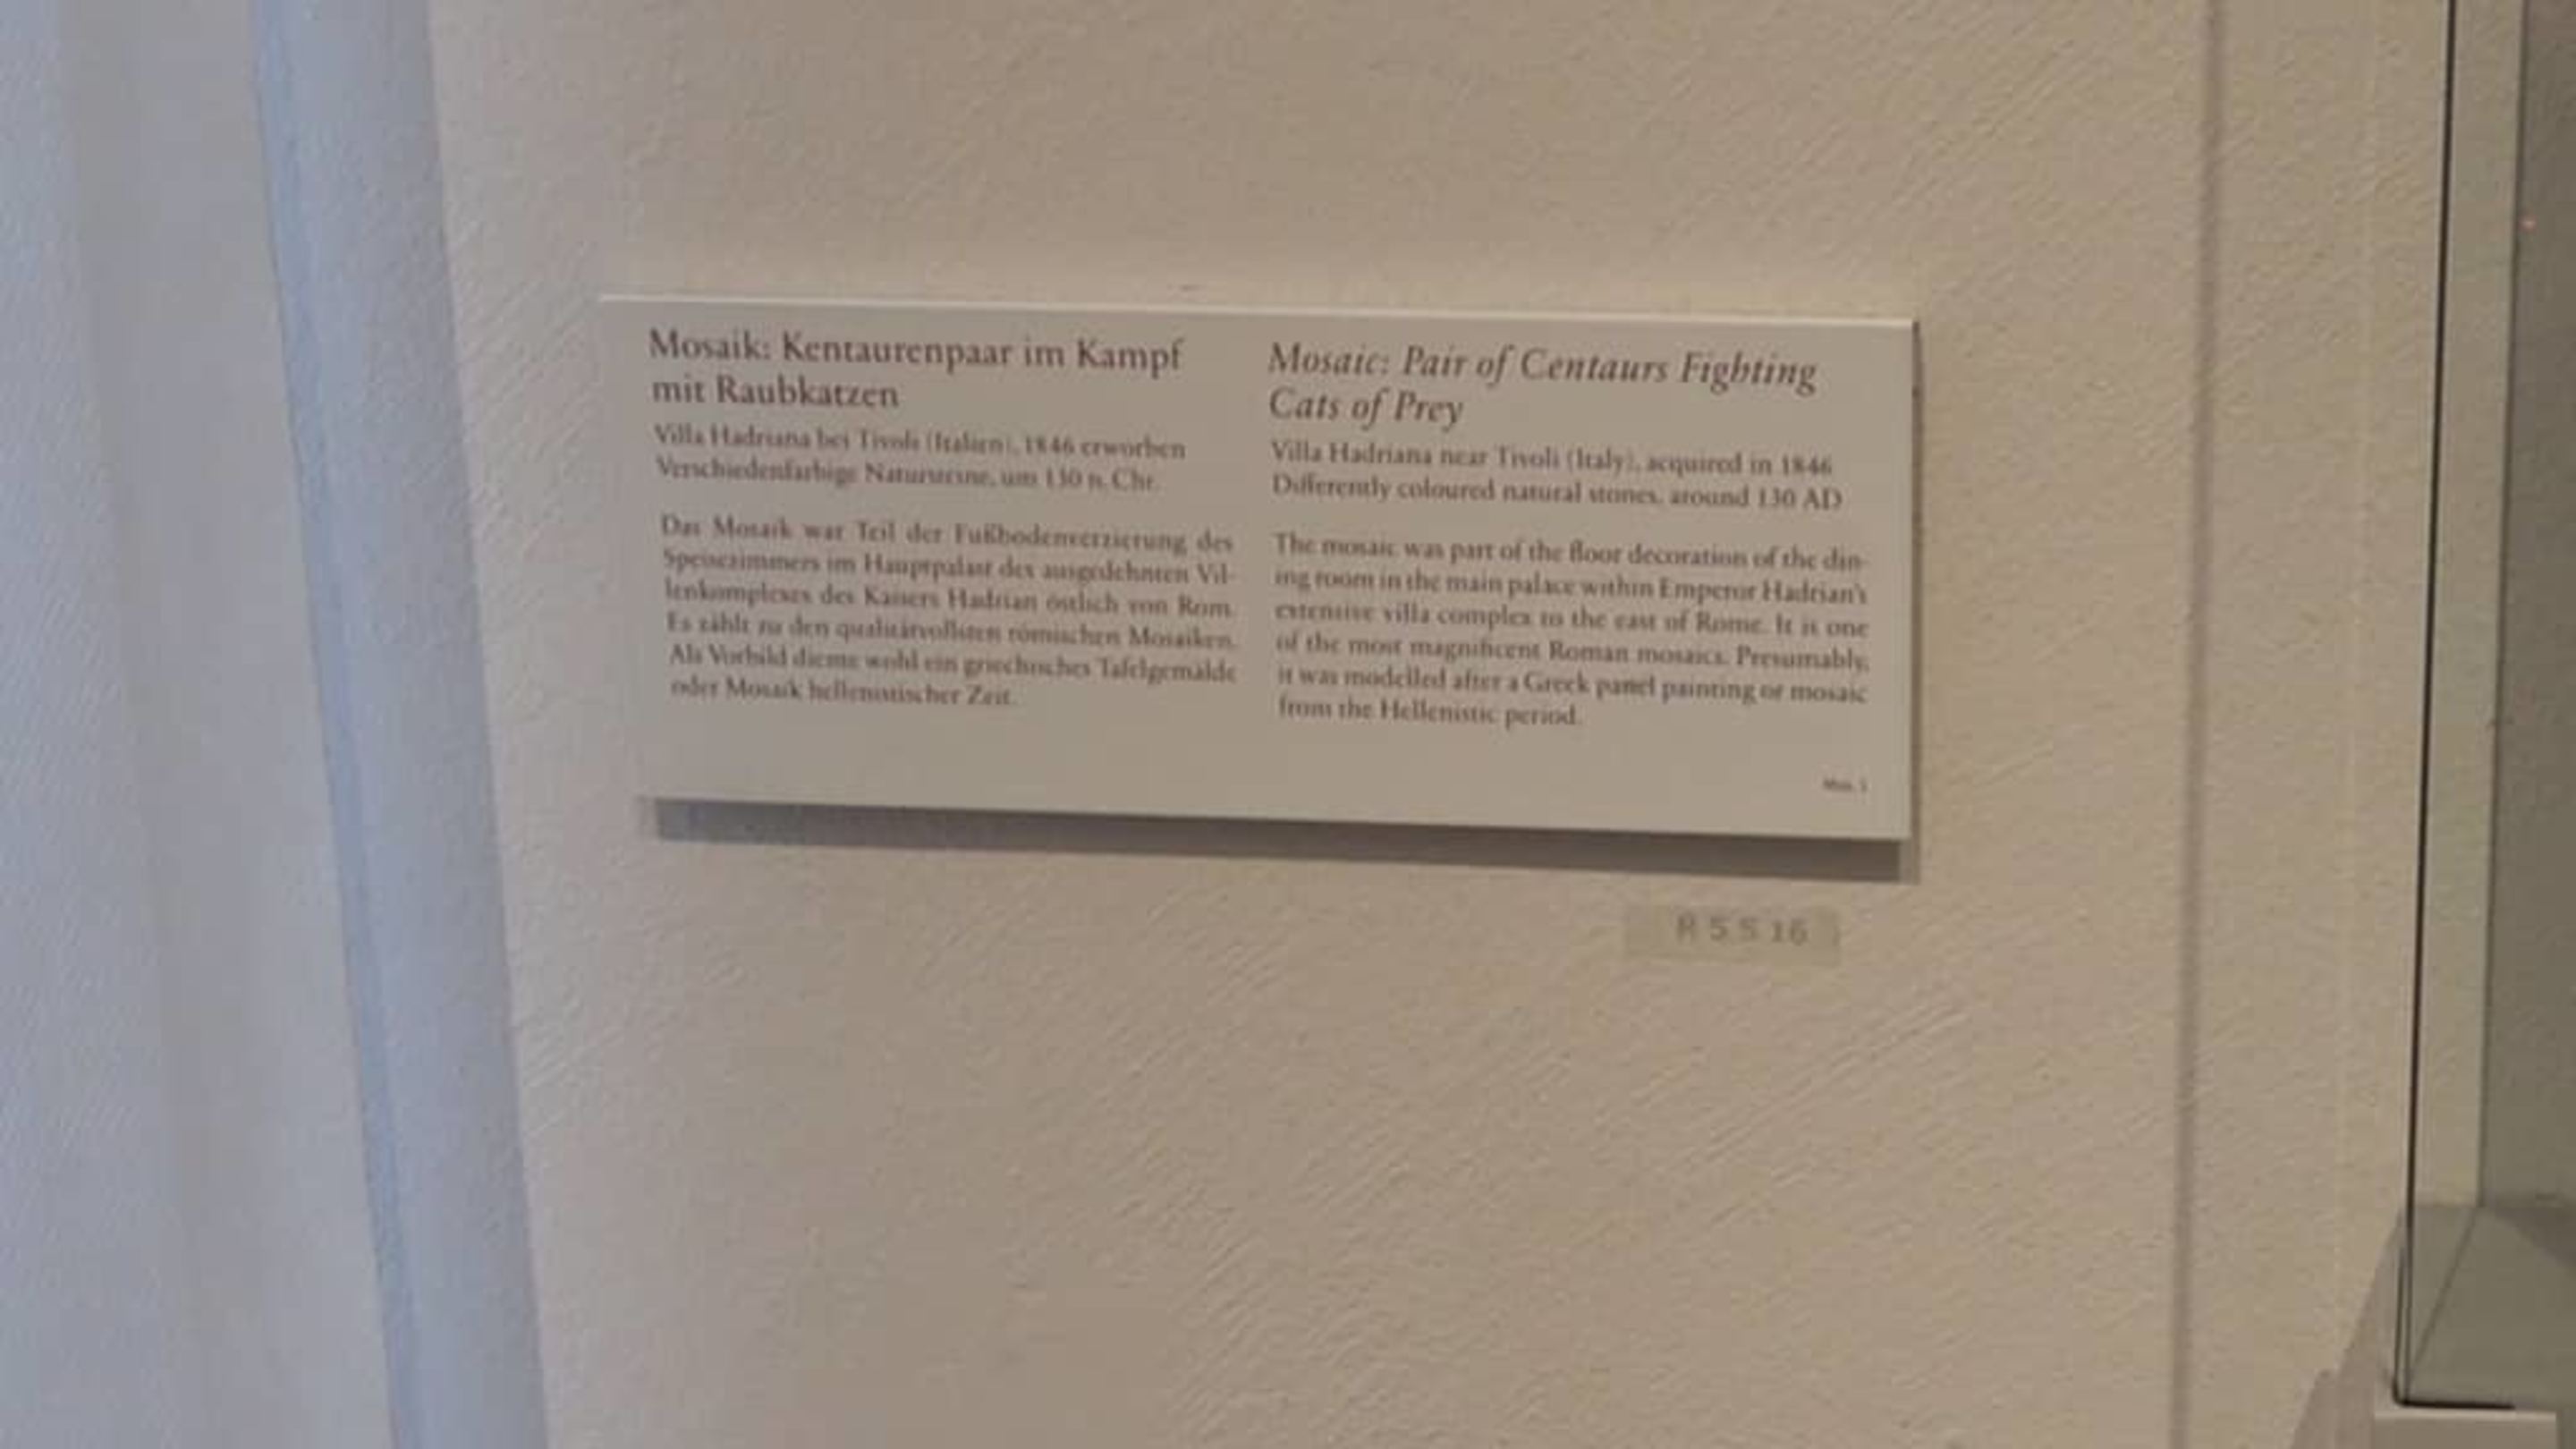 Mosaik: Kentaurenpaar im Kampf
mit Raubkatzen
Villa Hadriana bei Tivoli (Italien), 1846 erworben
Verschiedenfarbige Natursteine, um 130 n. Chr.
Das Mosaik war Teil der Fußbodenverzierung des
Speisezimmers im Hauptpalast des ausgedehnten Vil-
lenkomplexes des Kaisers Hadrian östlich von Rom.
Es zählt zu den qualitätvollsten römischen Mosaiken.
Als Vorbild diente wohl ein griechisches Tafelgemälde
oder Mosaik hellenistischer Zeit.
Mosaic: Pair of Centaurs Fighting
Cats of Prey
Villa Hadriana near Tivoli (Italy), acquired in 1846
Differently coloured natural stones, around 130 AD
The mosaic was part of the floor decoration of the din-
ing room in the main palace within Emperor Hadrian's
extensive villa complex to the east of Rome. It is one
of the most magnificent Roman mosaics. Presumably,
it was modelled after a Greek panel painting or mosaic
from the Hellenistic period.
R 5 S 16